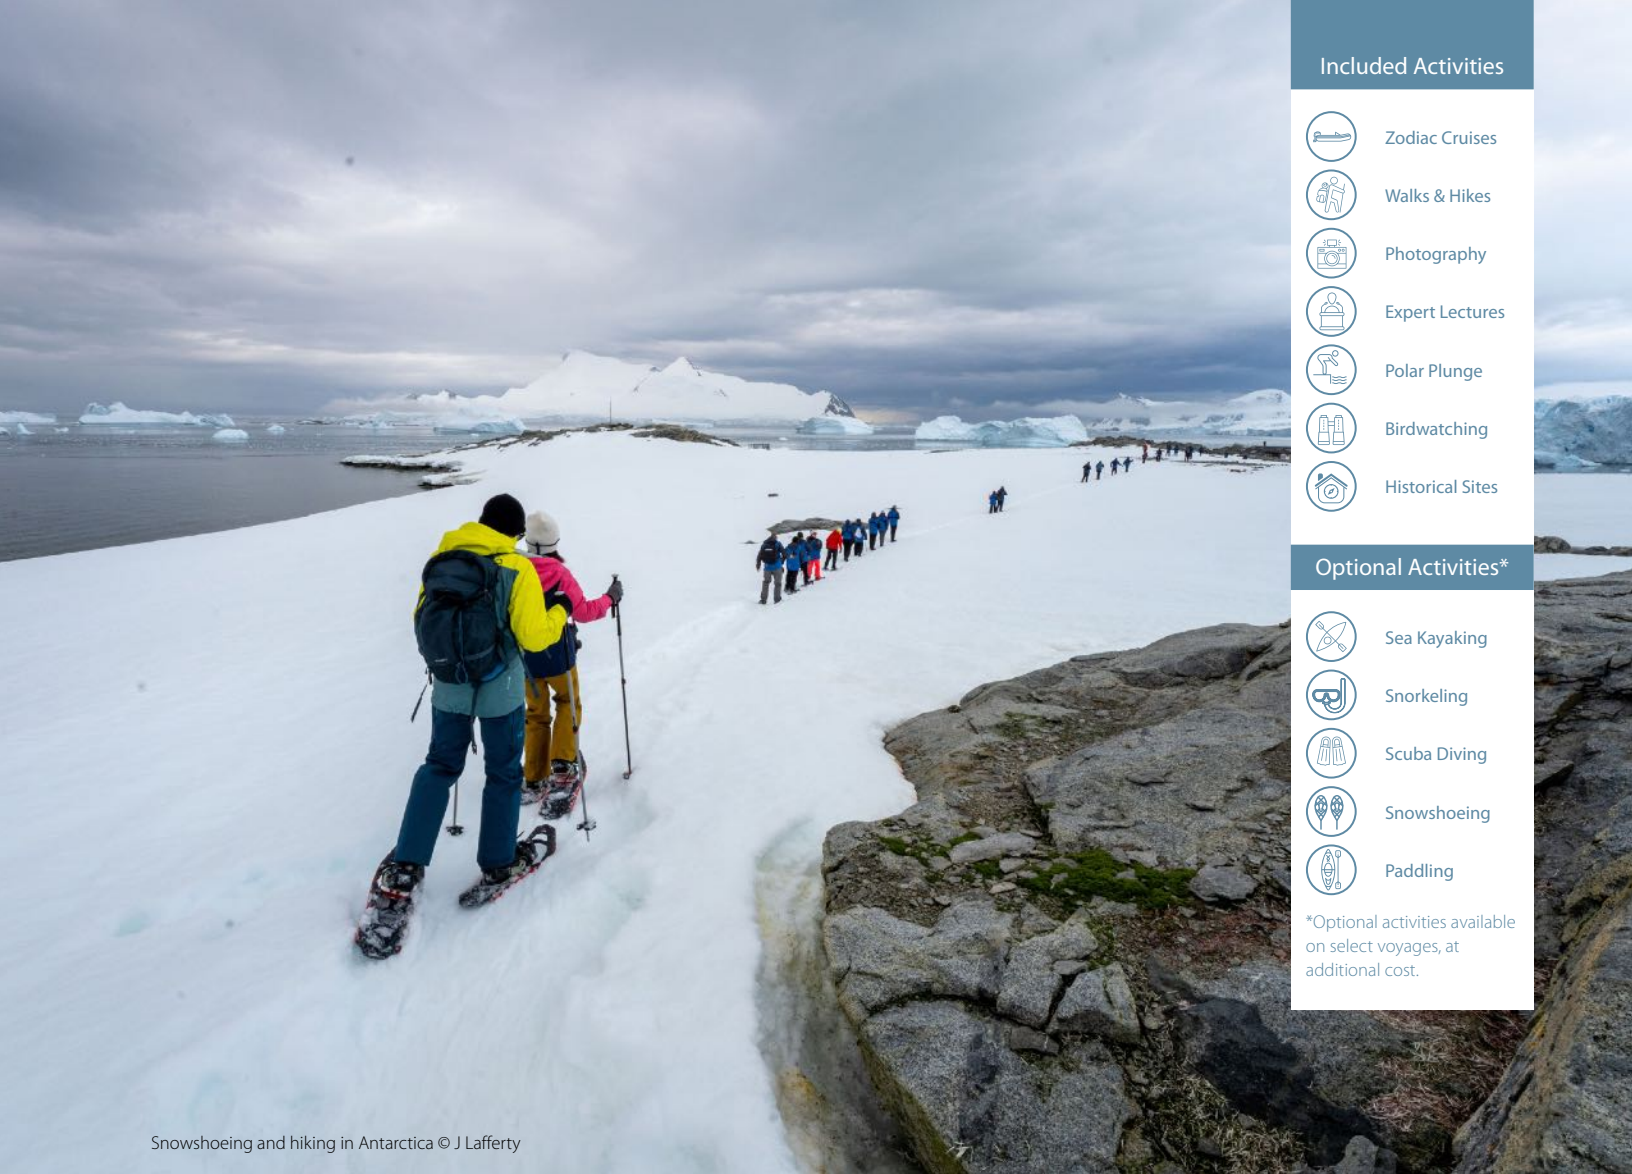 Included Activities
Zodiac Cruises
Walks & Hikes
Photography
Expert Lectures
Polar Plunge
Birdwatching
Historical Sites
Optional Activities*
Sea Kayaking
Snorkeling
Scuba Diving
Snowshoeing
Paddling
*Optional activities available
on select voyages, at
additional cost.
Snowshoeing and hiking in Antarctica © J Lafferty